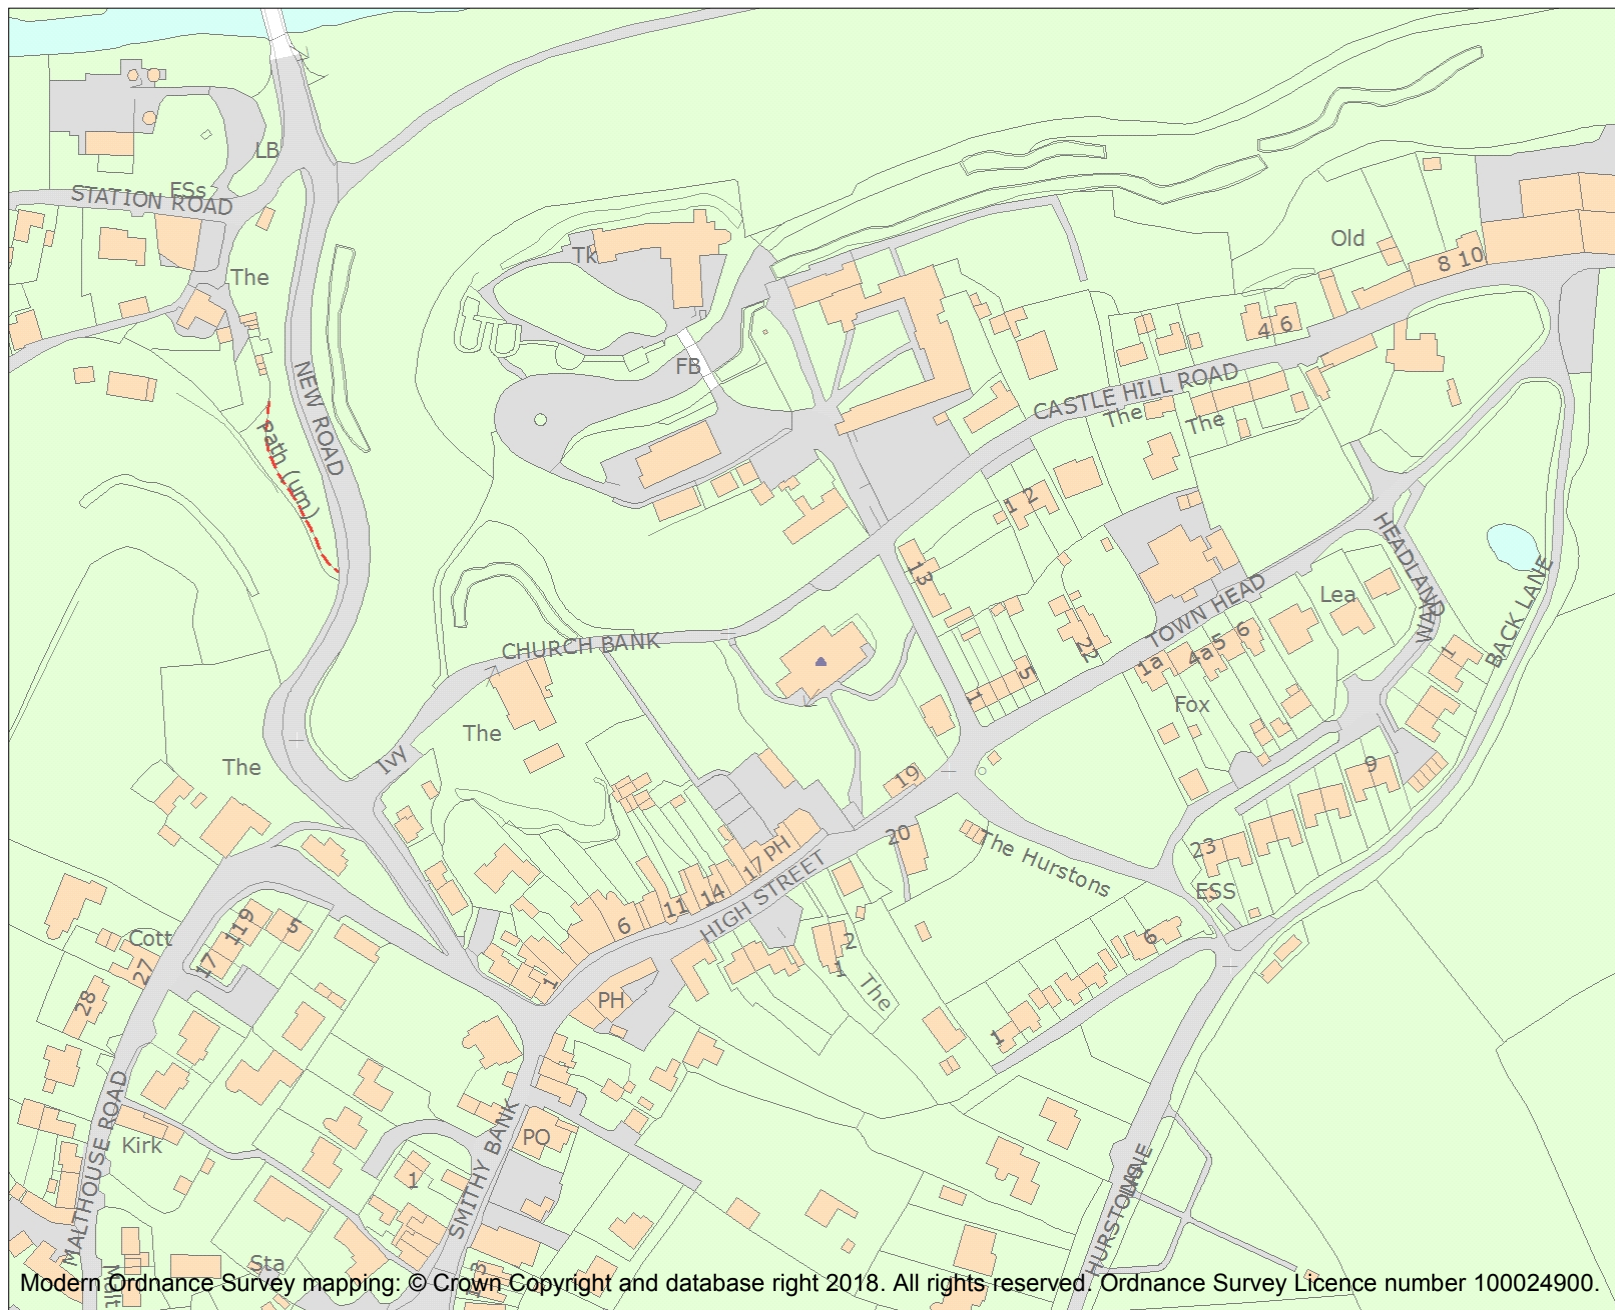 LB
ESs
STATION ROAD
The
Tk
Old
8 10
4 6
NEW ROAD
FB
CASTLE HILL ROAD
The
The
Path (um)
1 2
13
HEADLAND WAY
BACK LANE
Lea
TOWN HEAD
CHURCH BANK
22
1a
4a
5
6
1
5
1
Fox
The
Ivy
The
19
9
20
The Hurstons
23
ESS
17
PH
HIGH STREET
14
11
6
1
119
5
Cott
17
27
28
2
1
The
6
1
PH
PO
MALTHOUSE ROAD
Kirk
1
SMITHY BANK
HURSTONS LANE
Sta
Malt
13
Modern Ordnance Survey mapping: © Crown Copyright and database right 2018. All rights reserved. Ordnance Survey Licence number 100024900.